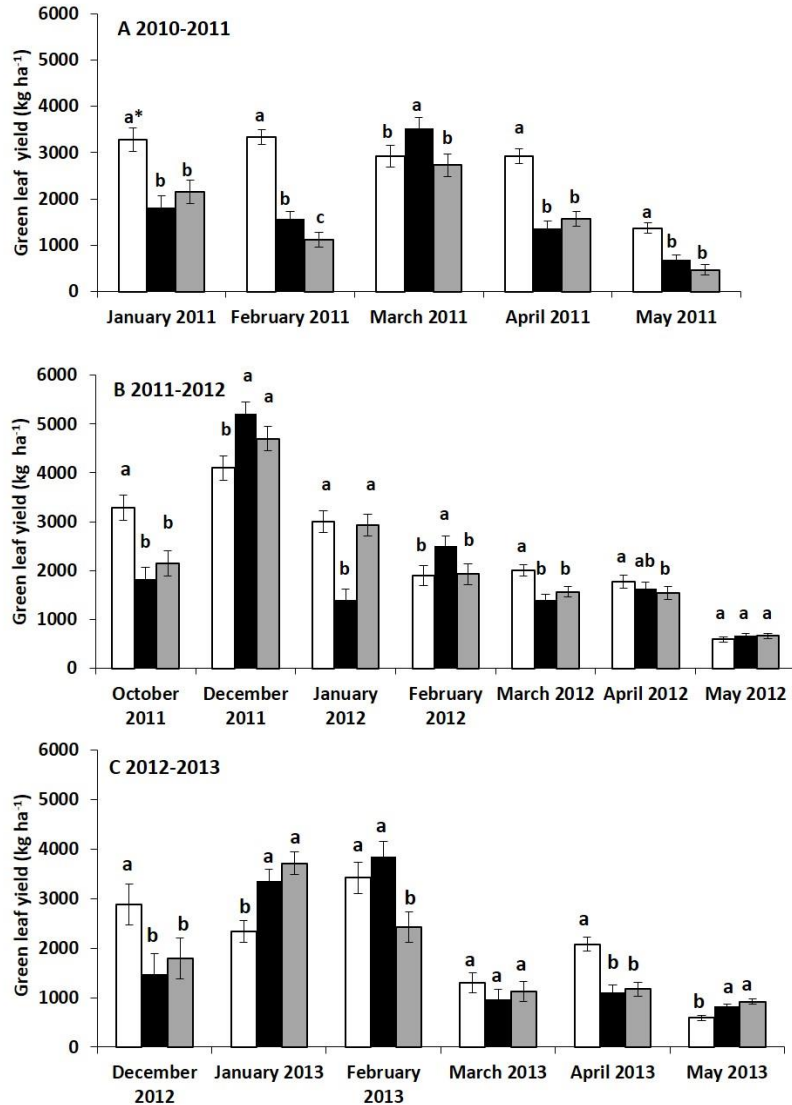 A 2010-2011
Green leaf yield (kg ha-1)
6000
5000
4000
3000
2000
1000
0
a* b b
a b c
b a b
a b b
a b b
January 2011 February 2011 March 2011 April 2011 May 2011
B 2011-2012
Green leaf yield (kg ha-1)
6000
5000
4000
3000
2000
1000
0
a b b
b a a
a b a
b a b
a b b
a ab b
a a a
October 2011
December 2011
January 2012
February 2012
March 2012
April 2012
May 2012
C 2012-2013
Green leaf yield (kg ha-1)
6000
5000
4000
3000
2000
1000
0
a b b
b a a
a a b
a a a
a b b
b a a
December 2012
January 2013
February 2013
March 2013
April 2013
May 2013